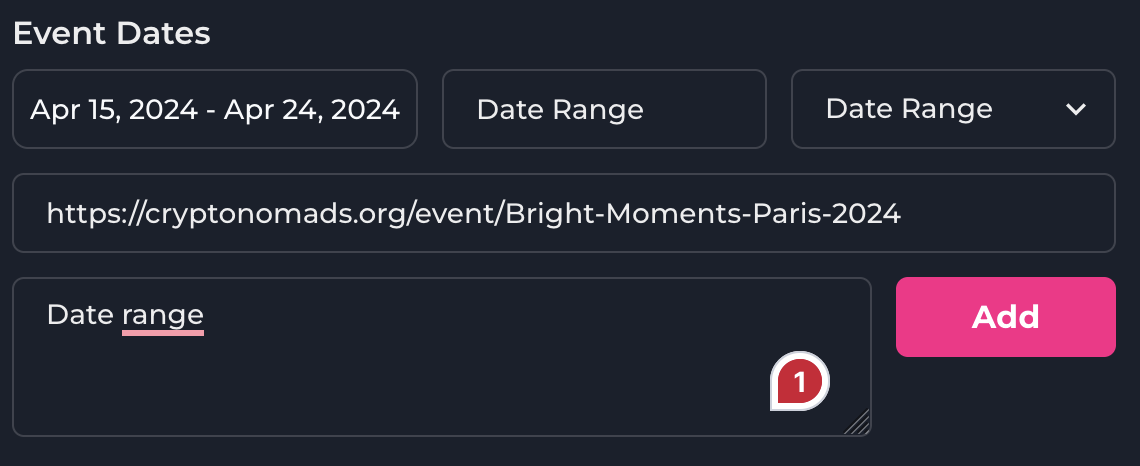 Event Dates
Apr 15, 2024 - Apr 24, 2024 Date Range Date Range
https://cryptonomads.org/event/Bright-Moments-Paris-2024
Date range
Add
1